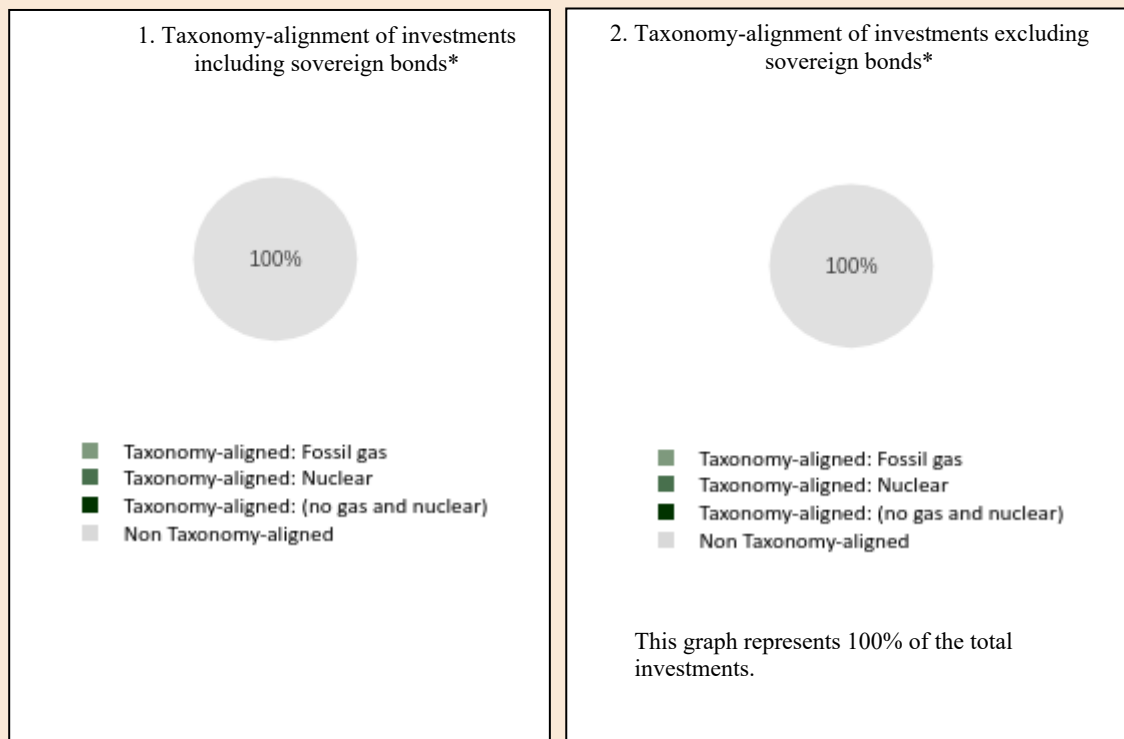 1. Taxonomy-alignment of investments
including sovereign bonds*
100%
Taxonomy-aligned: Fossil gas
Taxonomy-aligned: Nuclear
Taxonomy-aligned: (no gas and nuclear)
Non Taxonomy-aligned
2. Taxonomy-alignment of investments excluding
sovereign bonds*
100%
Taxonomy-aligned: Fossil gas
Taxonomy-aligned: Nuclear
Taxonomy-aligned: (no gas and nuclear)
Non Taxonomy-aligned
This graph represents 100% of the total
investments.